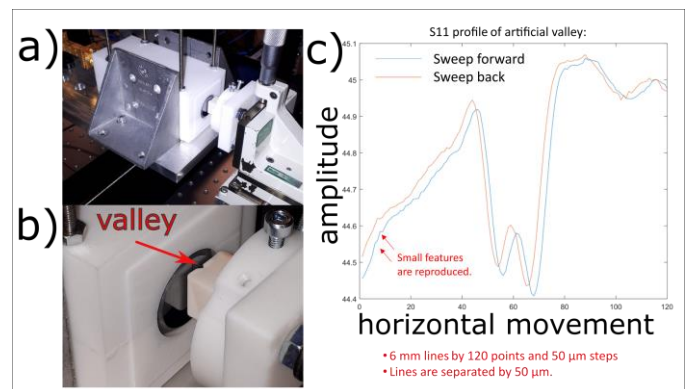 a)
b)
valley
c)
S11 profile of artificial valley:
Sweep forward
Sweep back
45.1
45
44.9
44.8
44.7
44.6
44.5
44.4
amplitude
Small features
are reproduced.
0
20
40
60
80
100
120
horizontal movement
• 6 mm lines by 120 points and 50 µm steps
• Lines are separated by 50 µm.